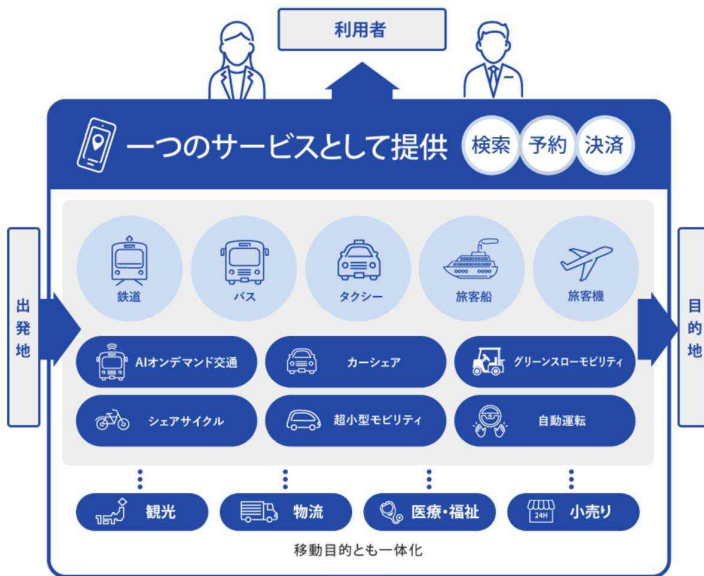 利用者
一つのサービスとして提供 検索 予約 決済
出発地
目的地
鉄道 バス タクシー 旅客船 旅客機
AIオンデマンド交通 カーシェア グリーンスローモビリティ
シェアサイクル 超小型モビリティ 自動運転
観光 物流 医療・福祉 24H 小売り
移動目的とも一体化